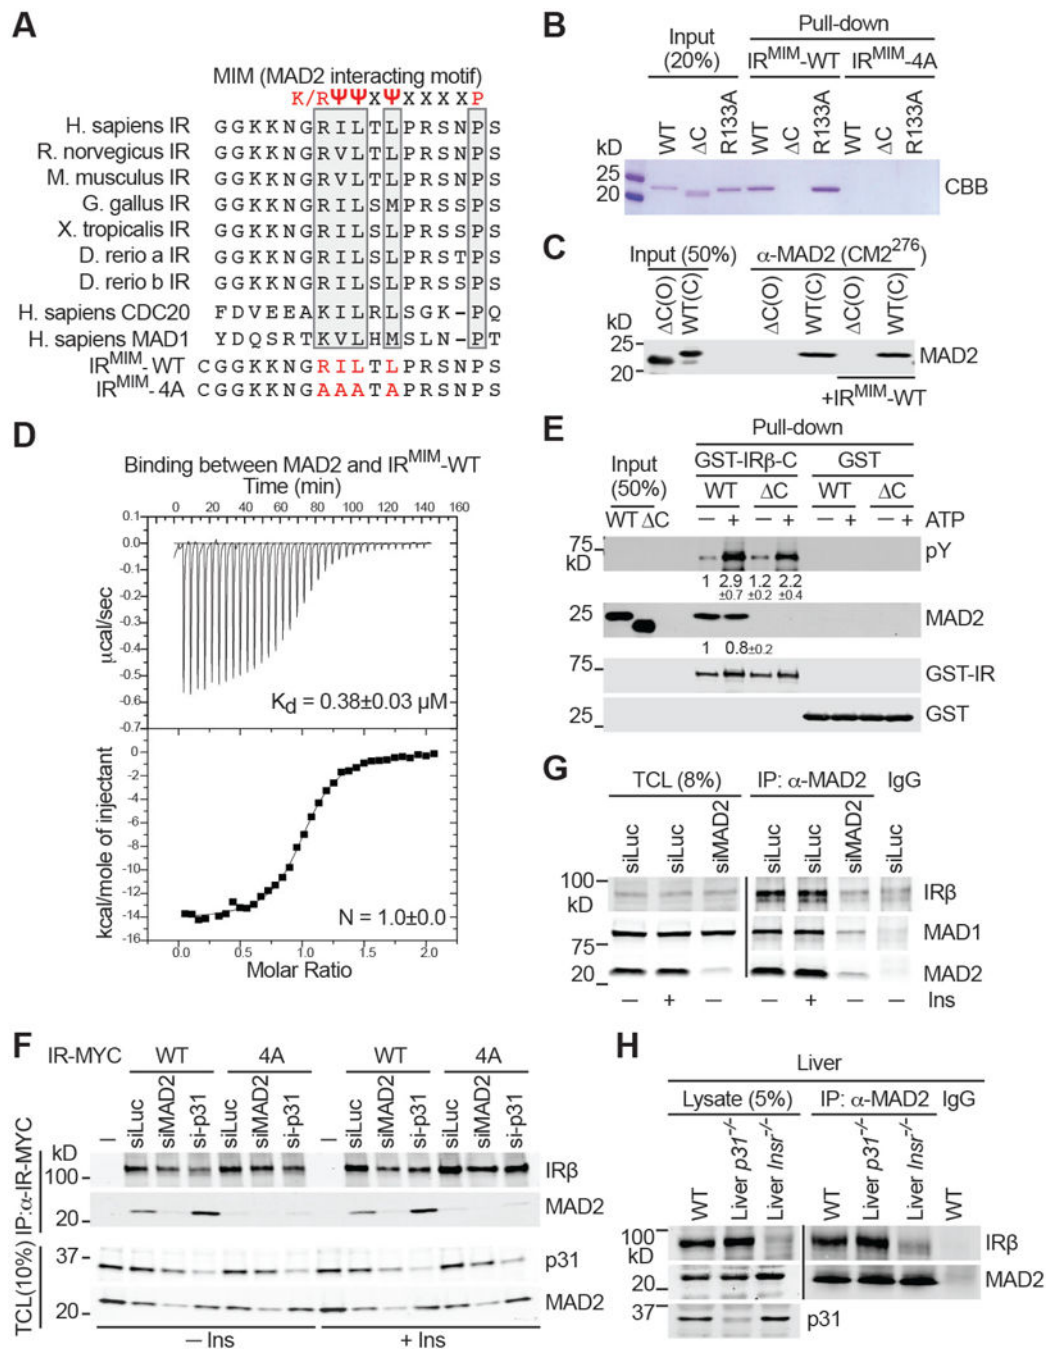 A
MIM (MAD2 interacting motif)
K/RΨΨXΨXXXXP
H. sapiens IR GGKKNGRILTLPRSNPS
R. norvegicus IR GGKKNGRVLTLPRSNPS
M. musculus IR GGKKNGRVLTLPRSNPS
G. gallus IR GGKKNGRILSMPRSSPS
X. tropicalis IR GGKKNGRILSLPRSSPS
D. rerio a IR GGKKNGRILSLPRSTPS
D. rerio b IR GGKKNGRILSLPRSNPS
H. sapiens CDC20 FDVEEAKILRLSGK-PQ
H. sapiens MAD1 YDQSRTKVLHMSLN-PT
IRMIM-WT CGGKKNGRILTLPRSNPS
IRMIM-4A CGGKKNGAAATAPRSNPS
B
Pull-down
Input (20%) IRMIM-WT IRMIM-4A
kD WT ΔC R133A WT ΔC R133A WT ΔC R133A
25
20
CBB
C
Input (50%) α-MAD2 (CM2276)
kD ΔC(O) WT(C) ΔC(O) WT(C) ΔC(O) WT(C)
25
20
MAD2
+IRMIM-WT
D
Binding between MAD2 and IRMIM-WT
Time (min)
0 20 40 60 80 100 120 140 160
0.1
0.0
-0.1
-0.2
-0.3
-0.4
-0.5
-0.6
-0.7
µcal/sec
Kd = 0.38±0.03 µM
0
-2
-4
-6
-8
-10
-12
-14
-16
kcal/mole of injectant
N = 1.0±0.0
0.0 0.5 1.0 1.5 2.0
Molar Ratio
E
Pull-down
Input (50%) GST-IRβ-C GST
WT ΔC WT ΔC
WT ΔC – + – + – + – + ATP
75
kD
pY
1 2.9 1.2 2.2
±0.7 ±0.2 ±0.4
25
MAD2
1 0.8±0.2
75
GST-IR
25
GST
G
TCL (8%) IP: α-MAD2 IgG
siLuc siLuc siMAD2 siLuc siLuc siMAD2 siLuc
100
kD
IRβ
MAD1
75
MAD2
20
– + – – + – – Ins
F
IR-MYC WT 4A WT 4A
– siLuc siMAD2 si-p31 siLuc siMAD2 si-p31 – siLuc siMAD2 si-p31 siLuc siMAD2 si-p31
IP:α-IR-MYC
kD
100
IRβ
20
MAD2
TCL(10%)
37
p31
20
MAD2
– Ins + Ins
H
Liver
Lysate (5%) IP: α-MAD2 IgG
WT Liver p31-/- Liver Insr-/- WT Liver p31-/- Liver Insr-/- WT
100
kD
IRβ
20
MAD2
37
p31